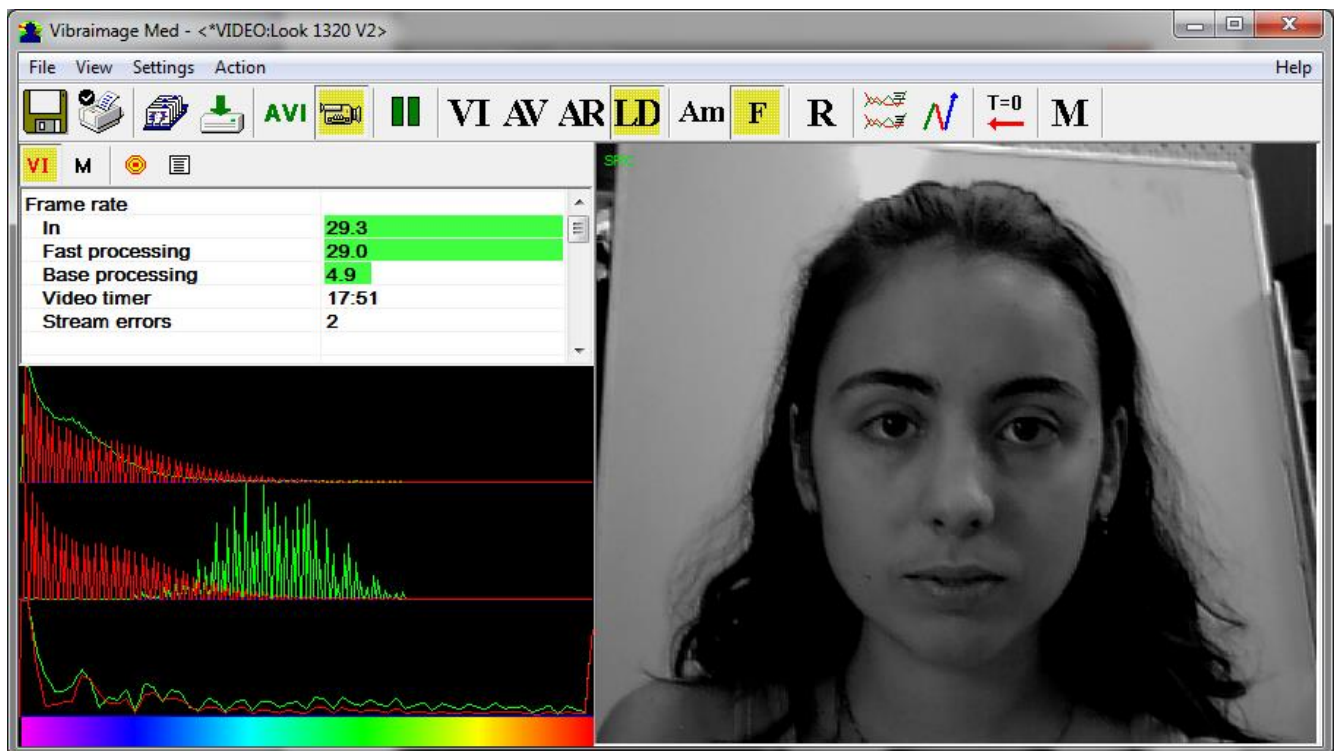 Vibraimage Med - <*VIDEO:Look 1320 V2>
File View Settings Action Help
AVI VI AV AR LD Am F R T=0 M
VI M
Frame rate
In 29.3
Fast processing 29.0
Base processing 4.9
Video timer 17:51
Stream errors 2